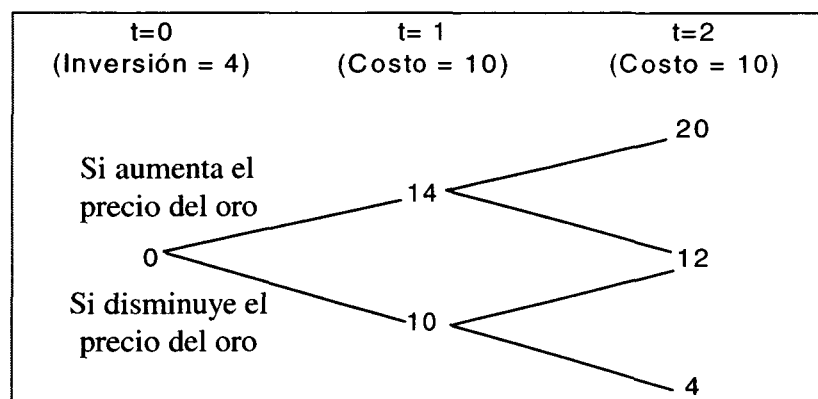 t=0 t= 1 t=2
(Inversión = 4) (Costo = 10) (Costo = 10)
20
Si aumenta el
precio del oro
14
0
12
Si disminuye el
precio del oro
10
4